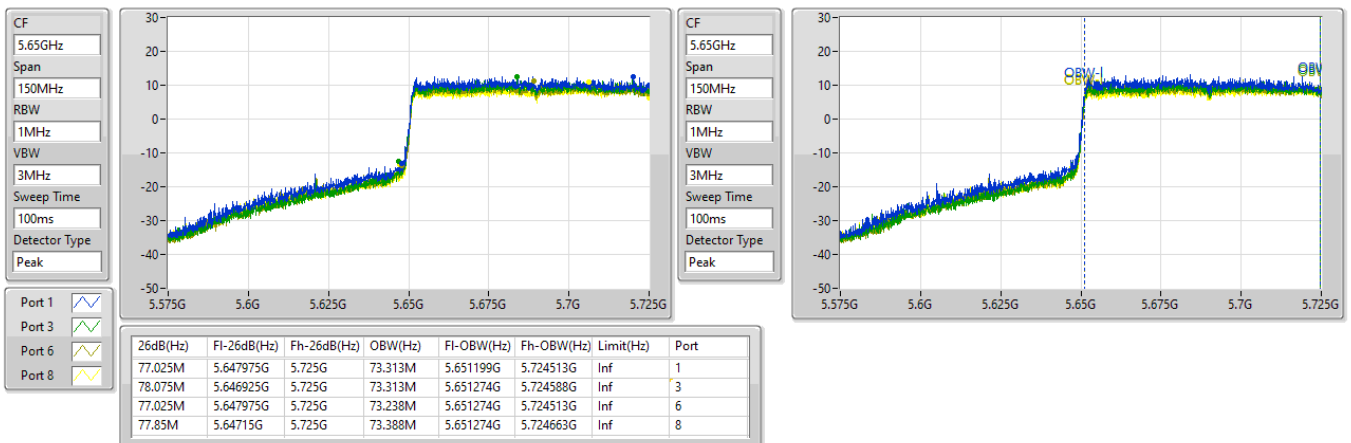 CF
5.65GHz
Span
150MHz
RBW
1MHz
VBW
3MHz
Sweep Time
100ms
Detector Type
Peak
30
20
10
0
-10
-20
-30
-40
-50
5.575G 5.6G 5.625G 5.65G 5.675G 5.7G 5.725G
CF
5.65GHz
Span
150MHz
RBW
1MHz
VBW
3MHz
Sweep Time
100ms
Detector Type
Peak
30
20
10
0
-10
-20
-30
-40
-50
OBW-l
5.575G 5.6G 5.625G 5.65G 5.675G 5.7G 5.725G
Port 1
Port 3
Port 6
Port 8
26dB(Hz) Fl-26dB(Hz) Fh-26dB(Hz) OBW(Hz) Fl-OBW(Hz) Fh-OBW(Hz) Limit(Hz) Port
77.025M 5.647975G 5.725G 73.313M 5.651199G 5.724513G Inf 1
78.075M 5.646925G 5.725G 73.313M 5.651274G 5.724588G Inf 3
77.025M 5.647975G 5.725G 73.238M 5.651274G 5.724513G Inf 6
77.85M 5.64715G 5.725G 73.388M 5.651274G 5.724663G Inf 8